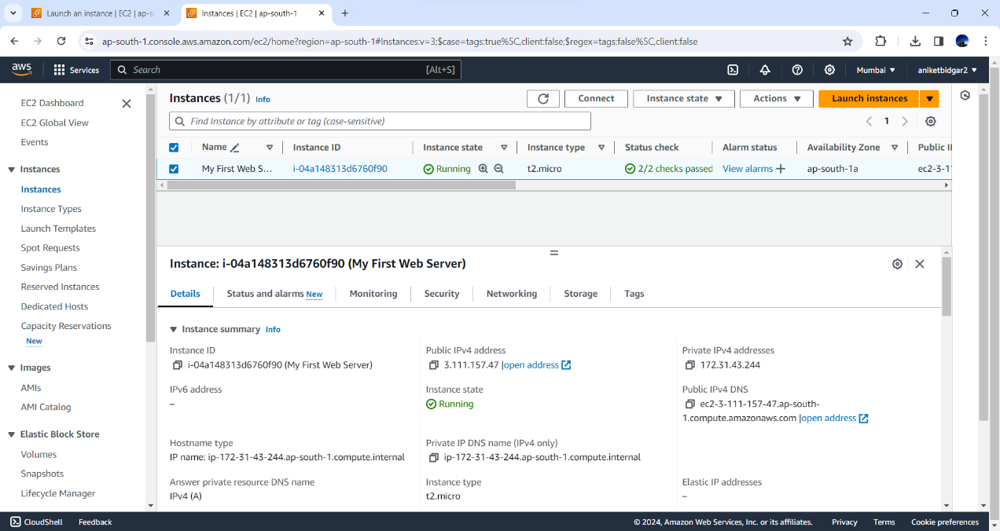 Launch an instance | EC2 | ap-so
Instances | EC2 | ap-south-1
ap-south-1.console.aws.amazon.com/ec2/home?region=ap-south-1#Instances:v=3;$case=tags:true%5C,client:false;$regex=tags:false%5C,client:false
aws Services Search [Alt+S] Mumbai aniketbidgar2
EC2 Dashboard
EC2 Global View
Events
Instances
Instances
Instance Types
Launch Templates
Spot Requests
Savings Plans
Reserved Instances
Dedicated Hosts
Capacity Reservations
New
Images
AMIs
AMI Catalog
Elastic Block Store
Volumes
Snapshots
Lifecycle Manager
Instances (1/1) Info Connect Instance state Actions Launch instances
Find Instance by attribute or tag (case-sensitive) 1
Name Instance ID Instance state Instance type Status check Alarm status Availability Zone Public I
My First Web S... i-04a148313d6760f90 Running t2.micro 2/2 checks passed View alarms ap-south-1a ec2-3-11
Instance: i-04a148313d6760f90 (My First Web Server)
Details Status and alarms New Monitoring Security Networking Storage Tags
Instance summary Info
Instance ID
i-04a148313d6760f90 (My First Web Server)
Public IPv4 address
3.111.157.47 |open address
Private IPv4 addresses
172.31.43.244
IPv6 address
–
Instance state
Running
Public IPv4 DNS
ec2-3-111-157-47.ap-south-
1.compute.amazonaws.com |open address
Hostname type
IP name: ip-172-31-43-244.ap-south-1.compute.internal
Private IP DNS name (IPv4 only)
ip-172-31-43-244.ap-south-1.compute.internal
Answer private resource DNS name
IPv4 (A)
Instance type
t2.micro
Elastic IP addresses
–
CloudShell Feedback © 2024, Amazon Web Services, Inc. or its affiliates. Privacy Terms Cookie preferences